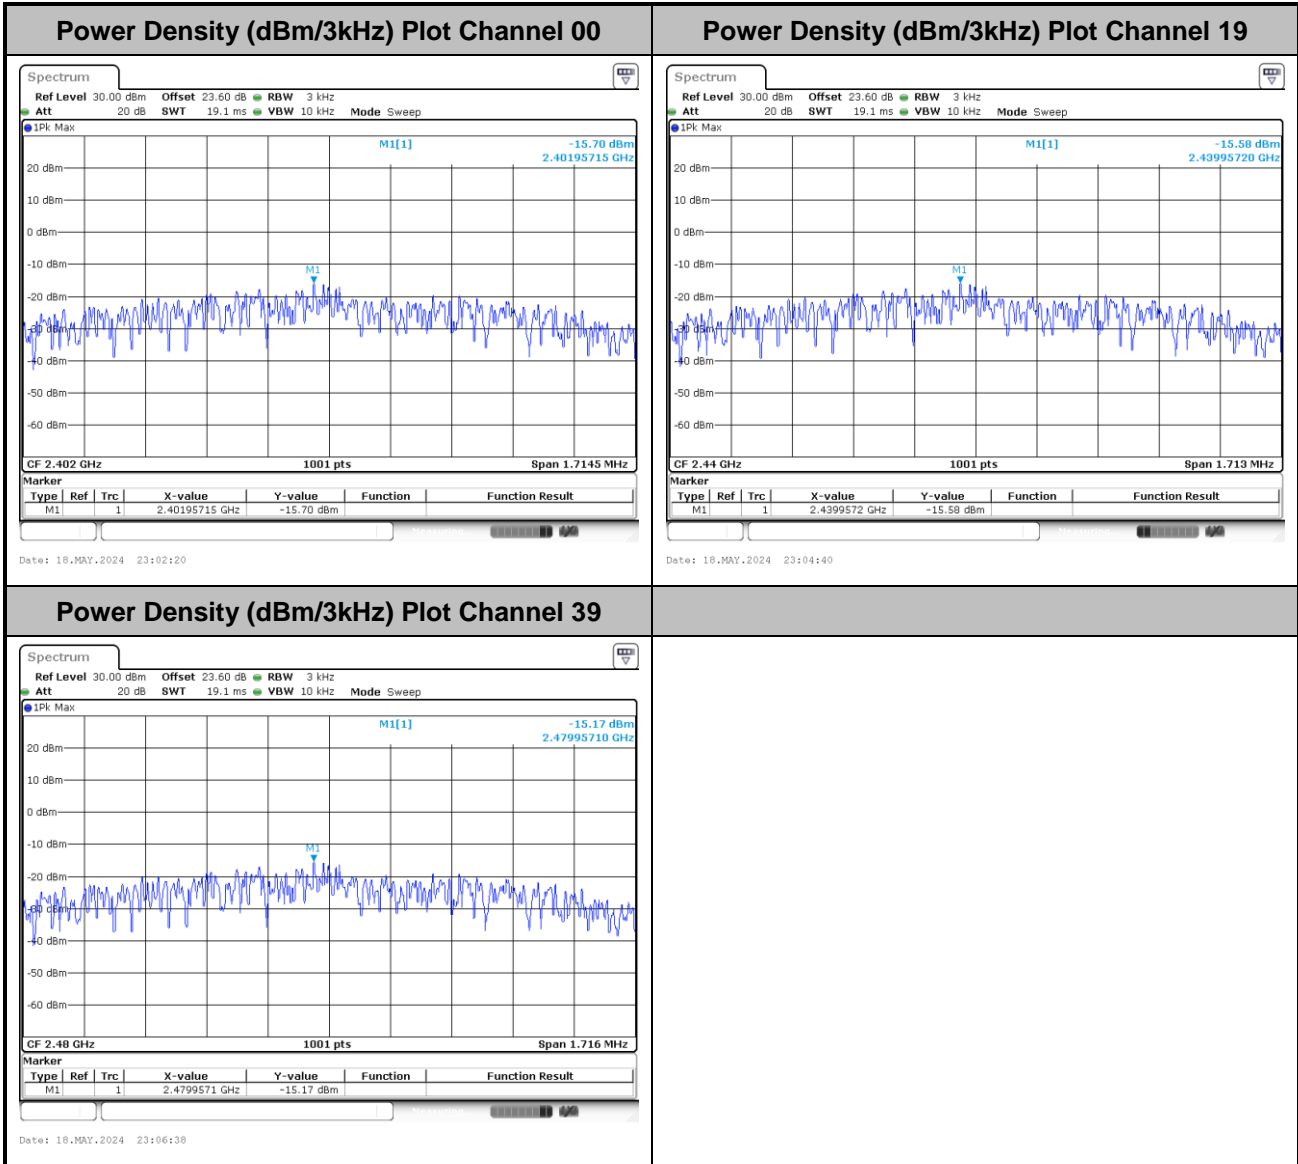 Power Density (dBm/3kHz) Plot Channel 00
Power Density (dBm/3kHz) Plot Channel 19
Spectrum
Ref Level 30.00 dBm Offset 23.60 dB RBW 3 kHz
Att 20 dB SWT 19.1 ms VBW 10 kHz Mode Sweep
1Pk Max
M1[1] -15.70 dBm
2.40195715 GHz
20 dBm
10 dBm
0 dBm
-10 dBm
M1
-20 dBm
-30 dBm
-40 dBm
-50 dBm
-60 dBm
CF 2.402 GHz 1001 pts Span 1.7145 MHz
Marker
Type Ref Trc X-value Y-value Function Function Result
M1 1 2.40195715 GHz -15.70 dBm
Measuring...
Date: 18.MAY.2024 23:02:20
Spectrum
Ref Level 30.00 dBm Offset 23.60 dB RBW 3 kHz
Att 20 dB SWT 19.1 ms VBW 10 kHz Mode Sweep
1Pk Max
M1[1] -15.58 dBm
2.43995720 GHz
20 dBm
10 dBm
0 dBm
-10 dBm
M1
-20 dBm
-30 dBm
-40 dBm
-50 dBm
-60 dBm
CF 2.44 GHz 1001 pts Span 1.713 MHz
Marker
Type Ref Trc X-value Y-value Function Function Result
M1 1 2.4399572 GHz -15.58 dBm
Measuring...
Date: 18.MAY.2024 23:04:40
Power Density (dBm/3kHz) Plot Channel 39
Spectrum
Ref Level 30.00 dBm Offset 23.60 dB RBW 3 kHz
Att 20 dB SWT 19.1 ms VBW 10 kHz Mode Sweep
1Pk Max
M1[1] -15.17 dBm
2.47995710 GHz
20 dBm
10 dBm
0 dBm
-10 dBm
M1
-20 dBm
-30 dBm
-40 dBm
-50 dBm
-60 dBm
CF 2.48 GHz 1001 pts Span 1.716 MHz
Marker
Type Ref Trc X-value Y-value Function Function Result
M1 1 2.4799571 GHz -15.17 dBm
Measuring...
Date: 18.MAY.2024 23:06:38